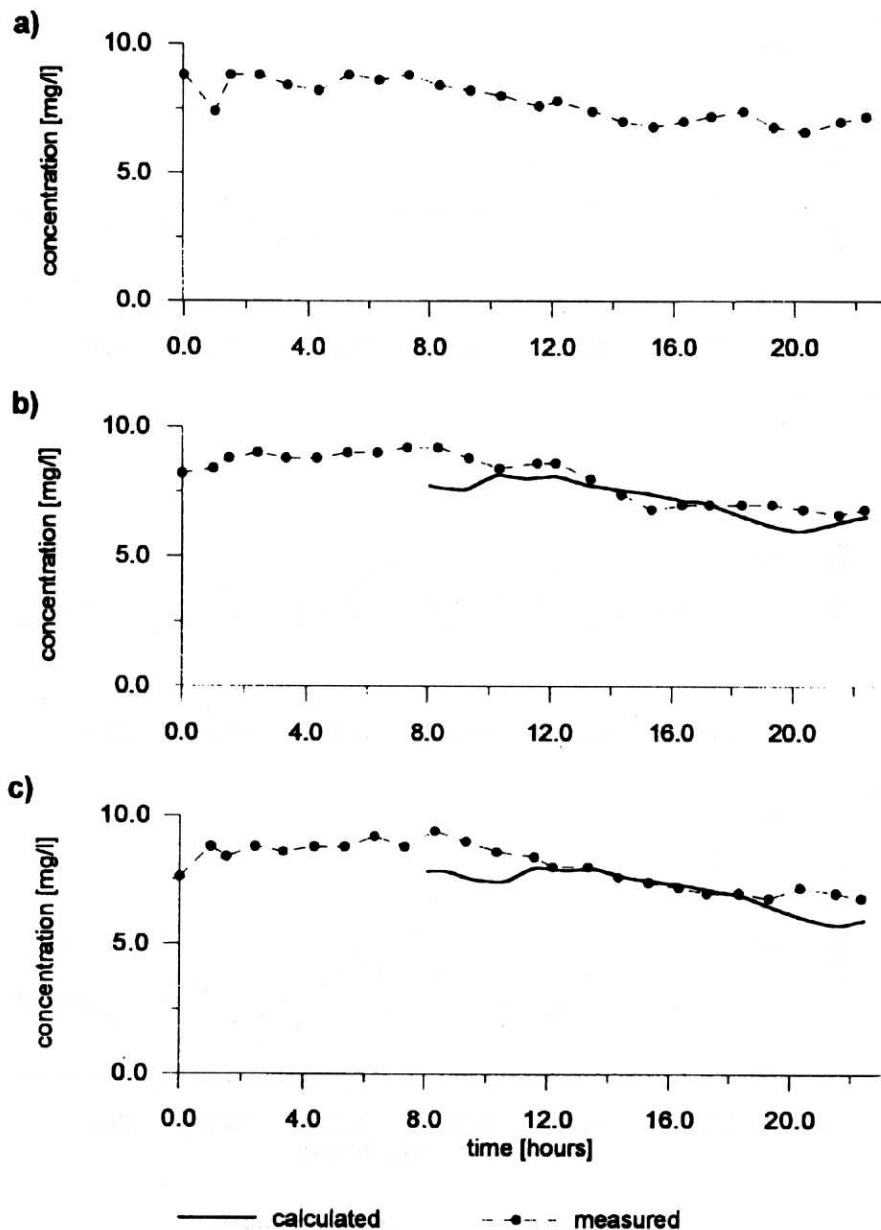 a)
concentration [mg/l]
10.0
5.0
0.0
0.0 4.0 8.0 12.0 16.0 20.0
b)
concentration [mg/l]
10.0
5.0
0.0
0.0 4.0 8.0 12.0 16.0 20.0
c)
concentration [mg/l]
10.0
5.0
0.0
0.0 4.0 8.0 12.0 16.0 20.0
time [hours]
calculated measured